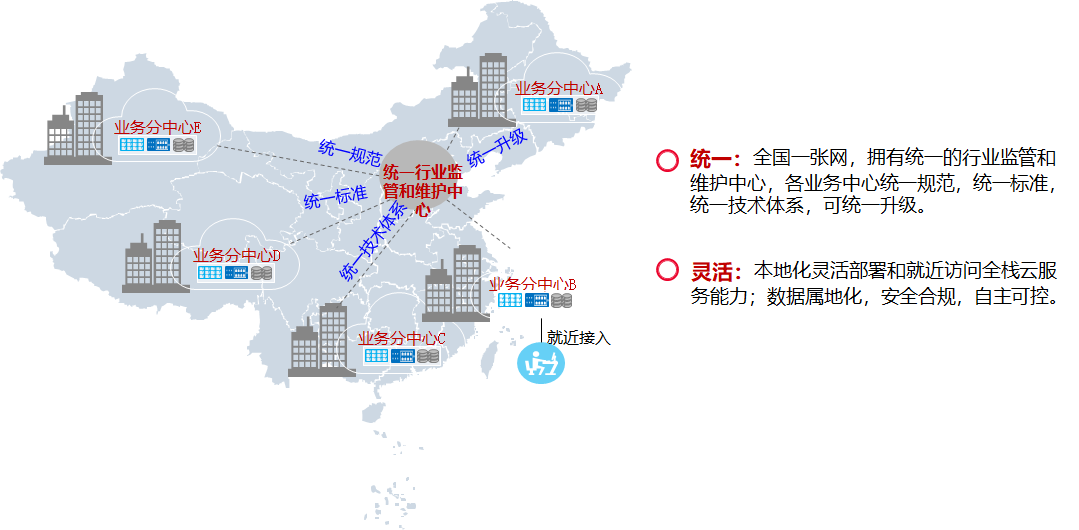 业务分中心A
业务分中心E
统一规范
统一升级
统一行业监
管和维护中
心
统一标准
统一技术体系
业务分中心D
业务分中心B
业务分中心C
就近接入
统一：全国一张网，拥有统一的行业监管和
维护中心，各业务中心统一规范，统一标准，
统一技术体系，可统一升级。
灵活：本地化灵活部署和就近访问全栈云服
务能力；数据属地化，安全合规，自主可控。